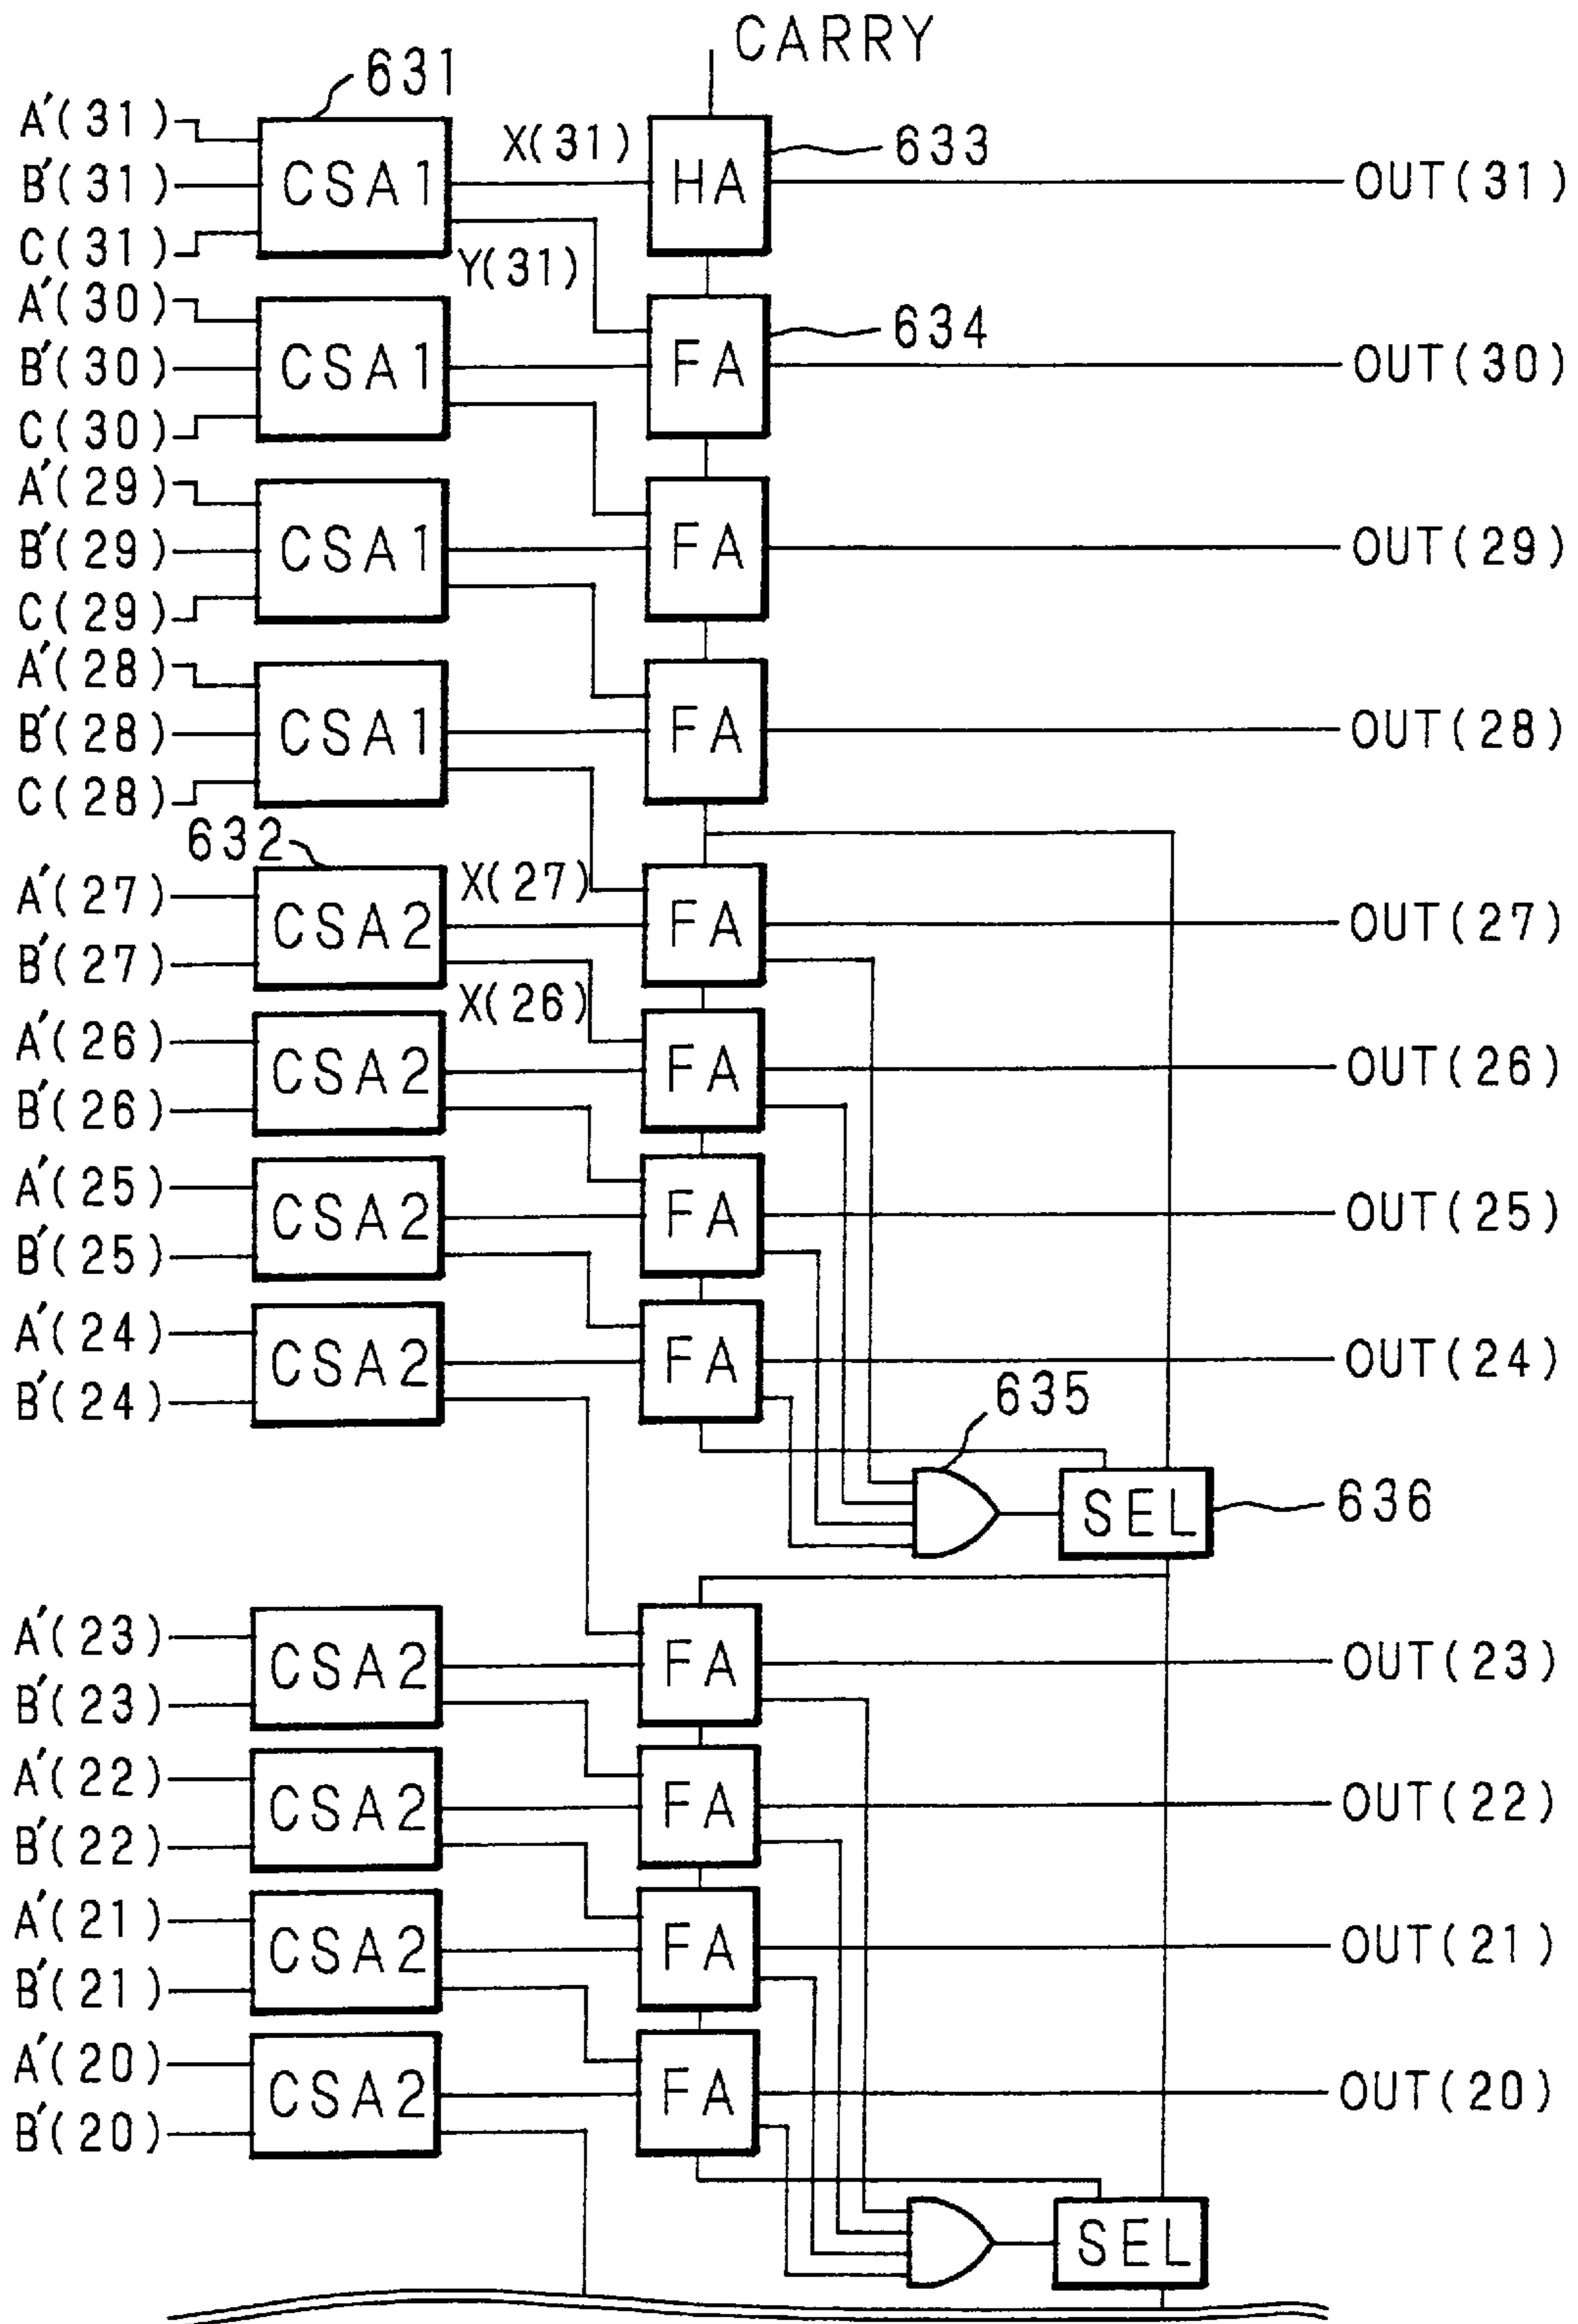 CARRY
631
A'(31)
B'(31)
C(31)
CSA1
X(31)
Y(31)
HA
633
OUT(31)
A'(30)
B'(30)
C(30)
CSA1
FA
634
OUT(30)
A'(29)
B'(29)
C(29)
CSA1
FA
OUT(29)
A'(28)
B'(28)
C(28)
CSA1
FA
OUT(28)
632
A'(27)
B'(27)
CSA2
X(27)
X(26)
FA
OUT(27)
A'(26)
B'(26)
CSA2
FA
OUT(26)
A'(25)
B'(25)
CSA2
FA
OUT(25)
A'(24)
B'(24)
CSA2
FA
OUT(24)
635
SEL
636
A'(23)
B'(23)
CSA2
FA
OUT(23)
A'(22)
B'(22)
CSA2
FA
OUT(22)
A'(21)
B'(21)
CSA2
FA
OUT(21)
A'(20)
B'(20)
CSA2
FA
OUT(20)
SEL